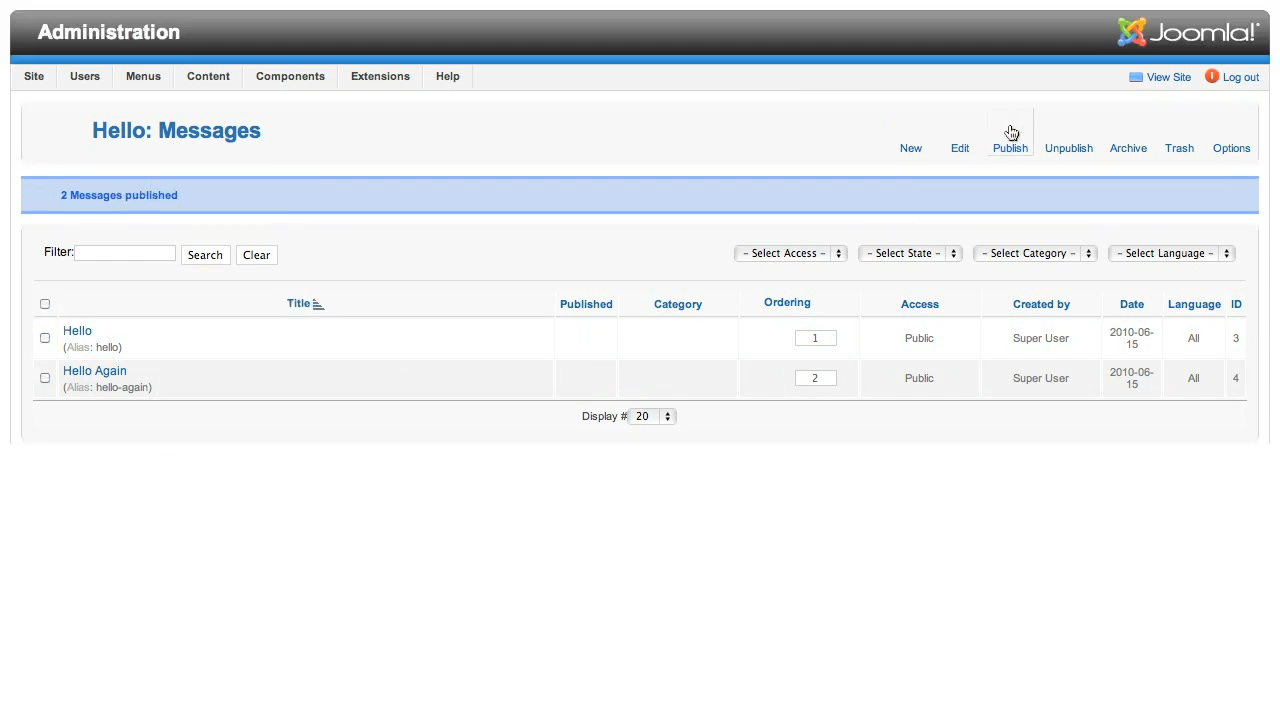 Administration
Joomla!
Site Users Menus Content Components Extensions Help View Site Log out
Hello: Messages
New Edit Publish Unpublish Archive Trash Options
2 Messages published
Filter: Search Clear – Select Access – – Select State – – Select Category – – Select Language –
Title Published Category Ordering Access Created by Date Language ID
Hello
(Alias: hello)
1 Public Super User 2010-06-
15 All 3
Hello Again
(Alias: hello-again)
2 Public Super User 2010-06-
15 All 4
Display # 20